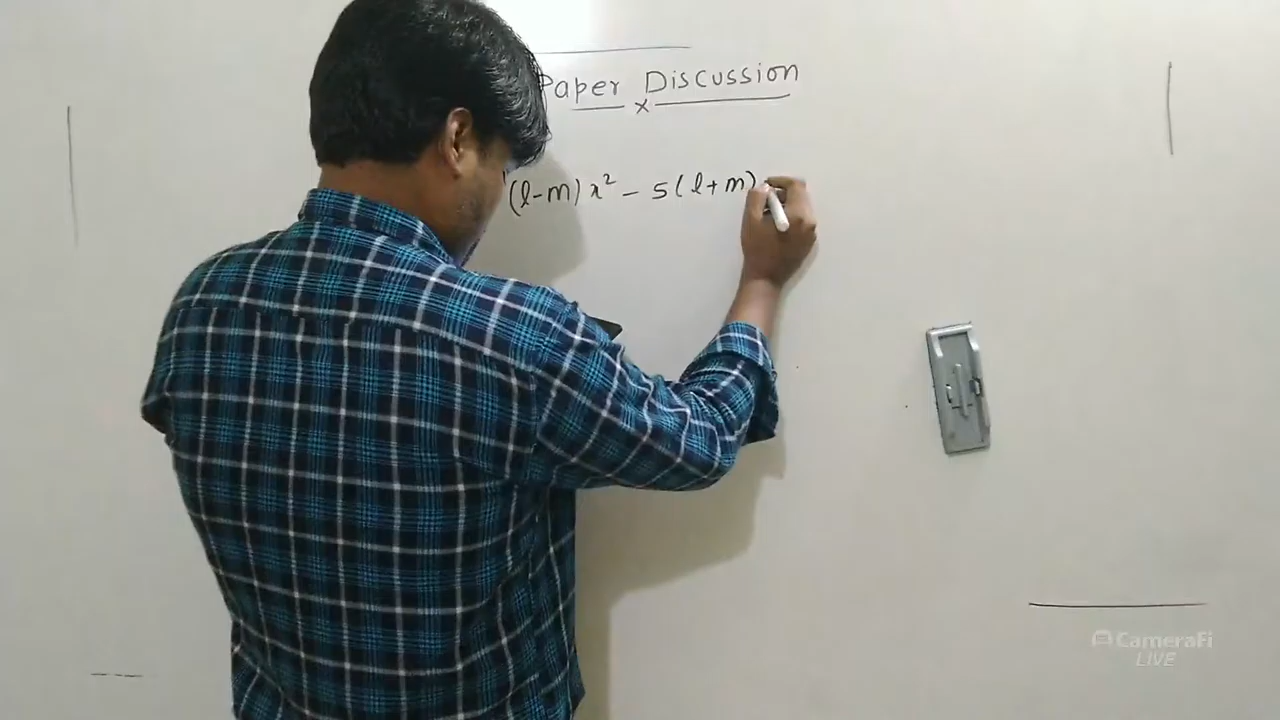 Paper Discussion
x
(l-m) x² - 5(l+m)
CameraFi
LIVE